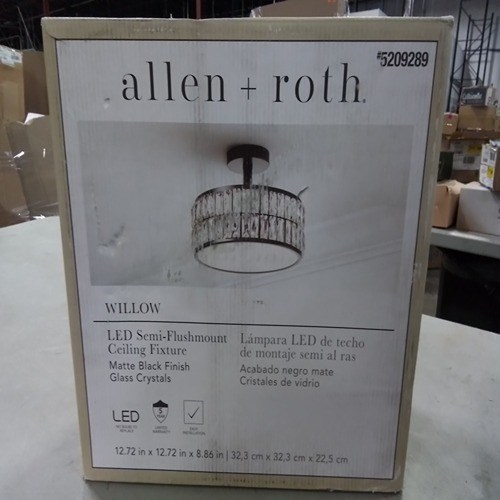 #5209289
allen + roth®
WILLOW
LED Semi-Flushmount
Ceiling Fixture
Matte Black Finish
Glass Crystals
Lámpara LED de techo
de montaje semi al ras
Acabado negro mate
Cristales de vidrio
LED
5
12.72 in x 12.72 in x 8.86 in | 32,3 cm x 32,3 cm x 22,5 cm